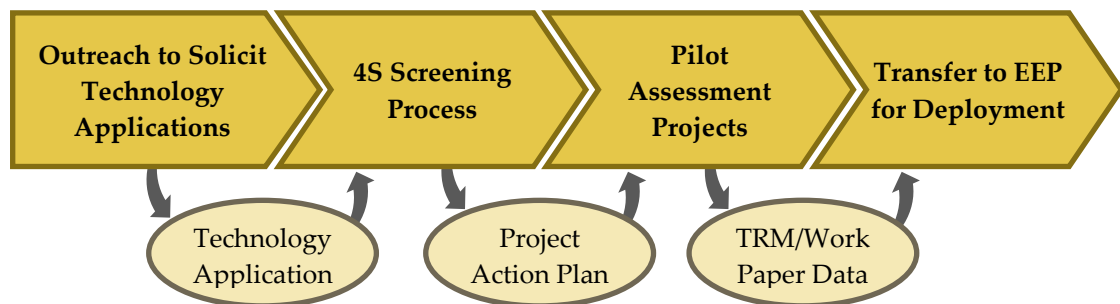 Outreach to Solicit
Technology
Applications
4S Screening
Process
Pilot
Assessment
Projects
Transfer to EEP
for Deployment
Technology
Application
Project
Action Plan
TRM/Work
Paper Data